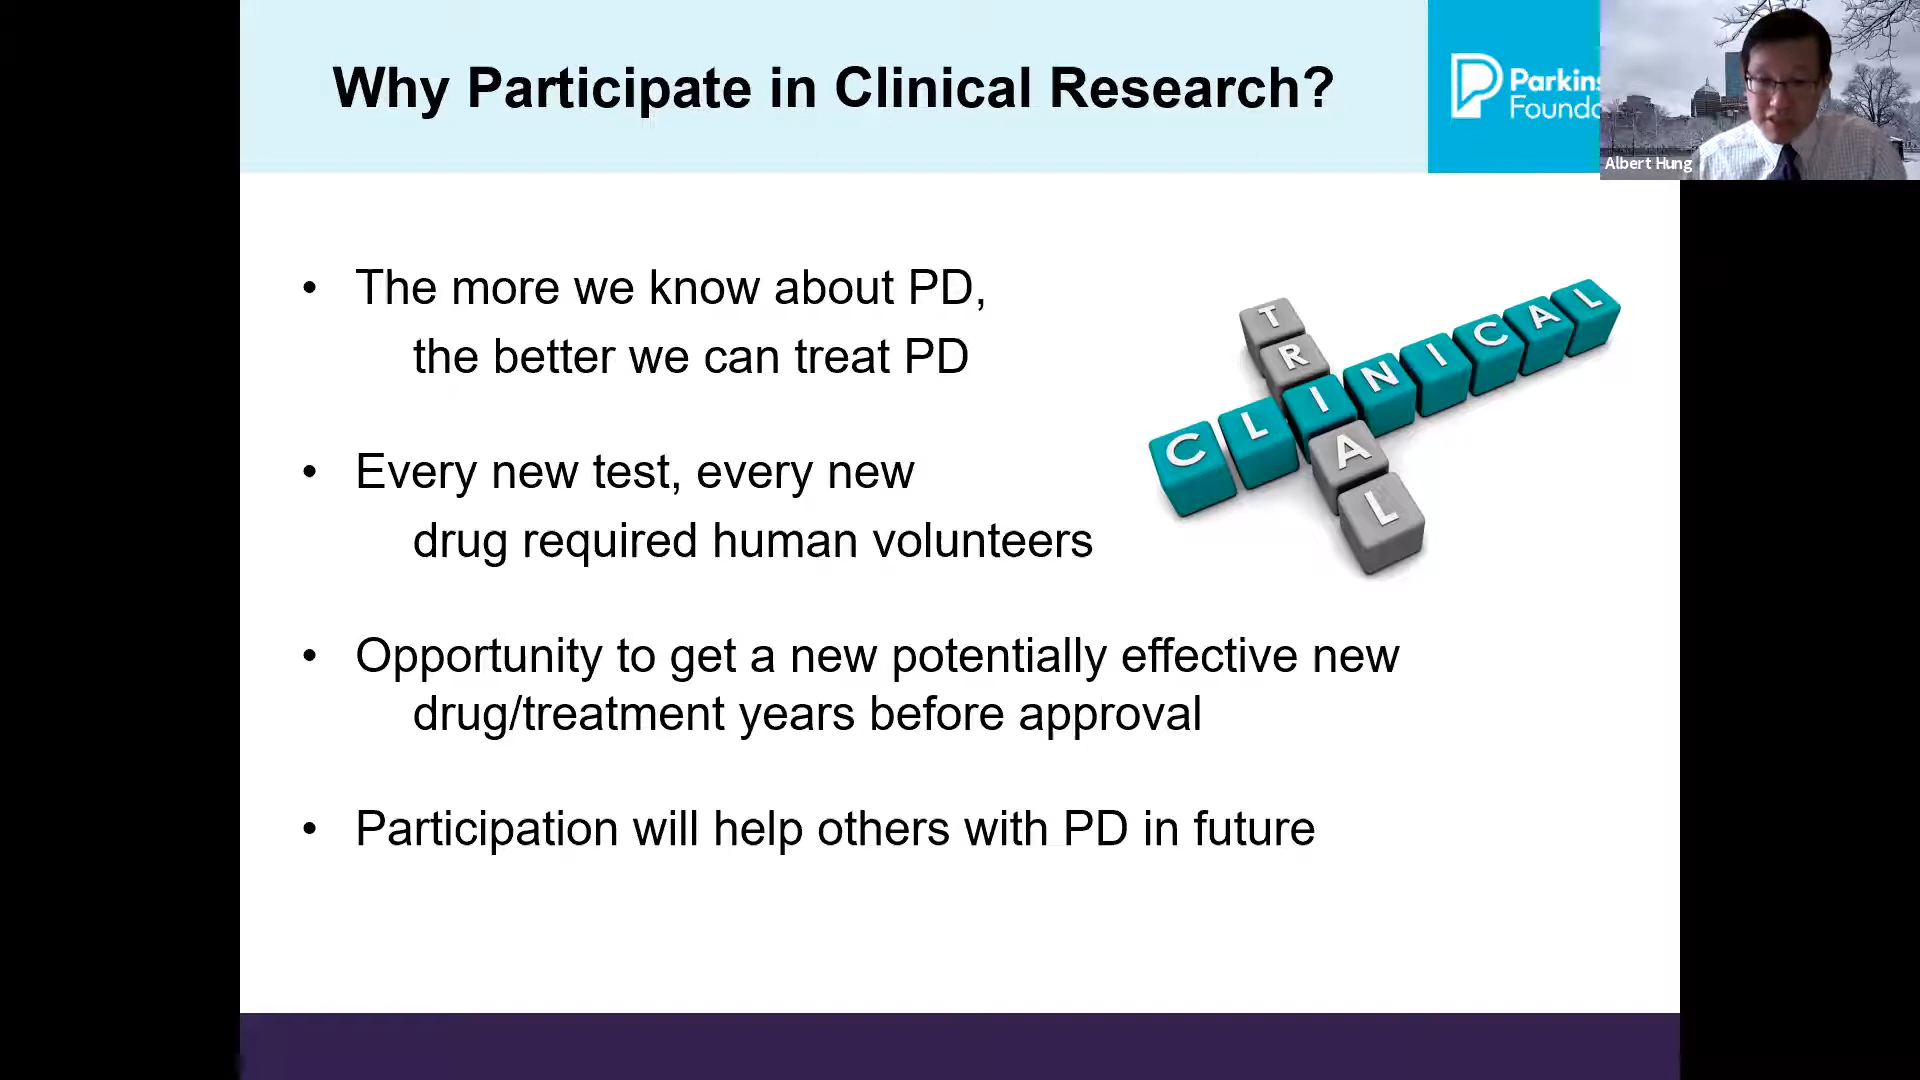 Why Participate in Clinical Research?
Parkins
Founda
Albert Hung
• The more we know about PD,
the better we can treat PD
• Every new test, every new
drug required human volunteers
• Opportunity to get a new potentially effective new
drug/treatment years before approval
• Participation will help others with PD in future
TRIAL
CLINICAL